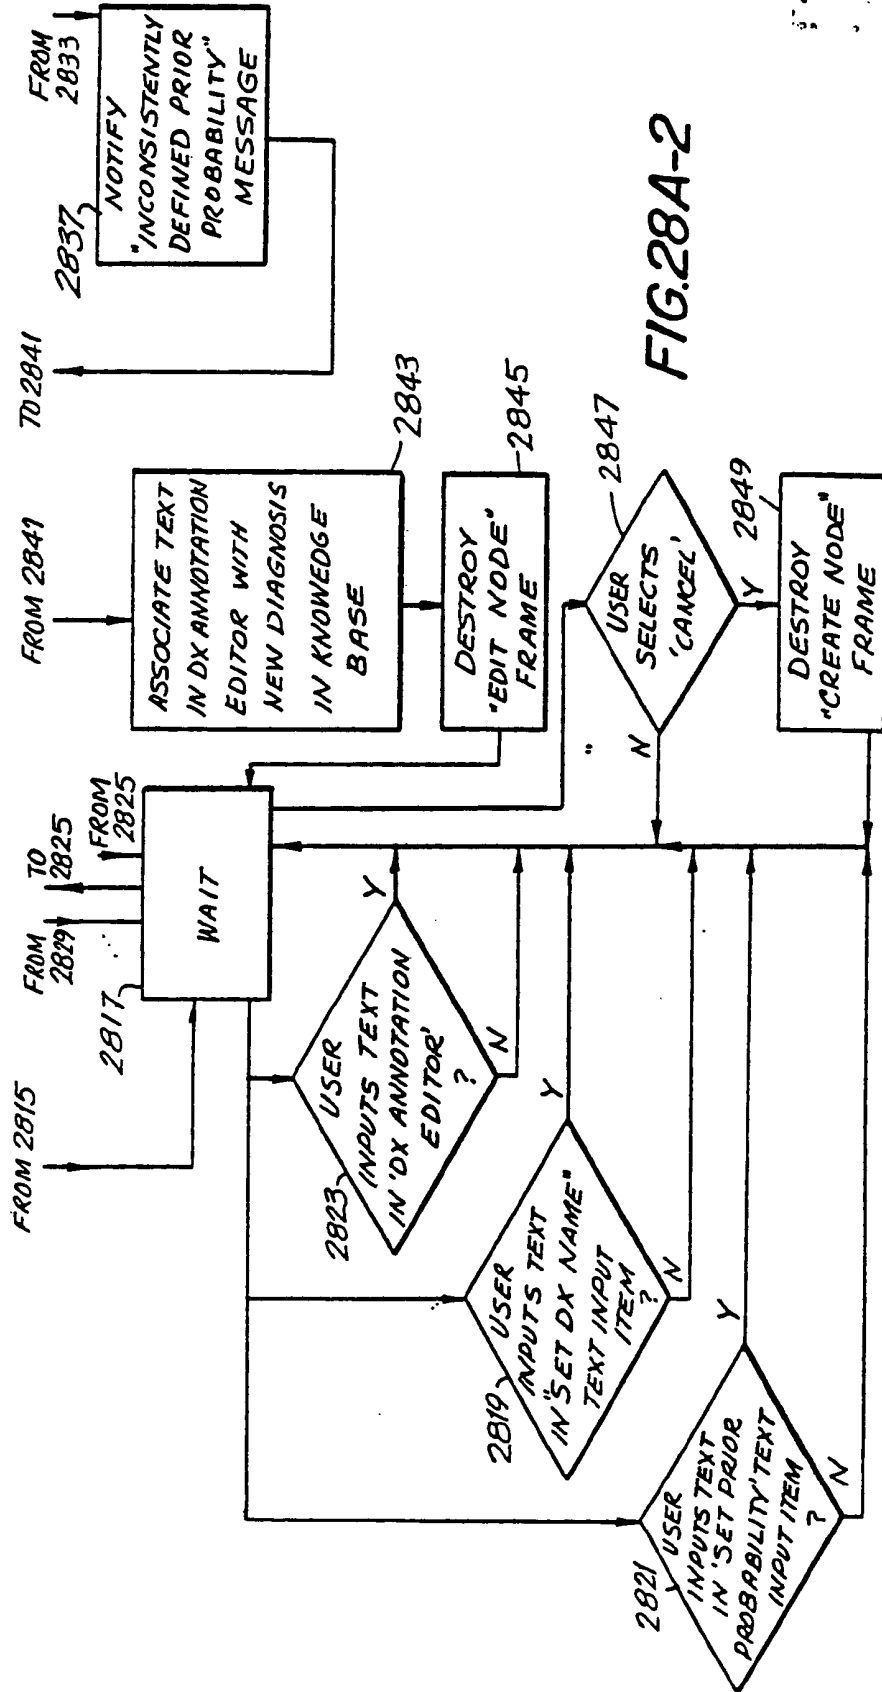 FROM 2815
FROM
2829
TO
2825
FROM
2825
2817
WAIT
FROM 2841
ASSOCIATE TEXT
IN DX ANNOTATION
EDITOR WITH
NEW DIAGNOSIS
IN KNOWLEDGE
BASE
2843
TO 2841
FROM
2833
2837
NOTIFY
"INCONSISTENTLY
DEFINED PRIOR
PROBABILITY"
MESSAGE
DESTROY
"EDIT NODE"
FRAME
2845
2823
USER
INPUTS TEXT
IN 'DX ANNOTATION
EDITOR'
?
Y
N
2819
USER
INPUTS TEXT
IN "SET DX NAME"
TEXT INPUT
ITEM
?
Y
N
2821
USER
INPUTS TEXT
IN 'SET PRIOR
PROBABILITY' TEXT
INPUT ITEM
?
Y
N
2847
USER
SELECTS
'CANCEL'
N
Y
2849
DESTROY
"CREATE NODE"
FRAME
FIG.28A-2